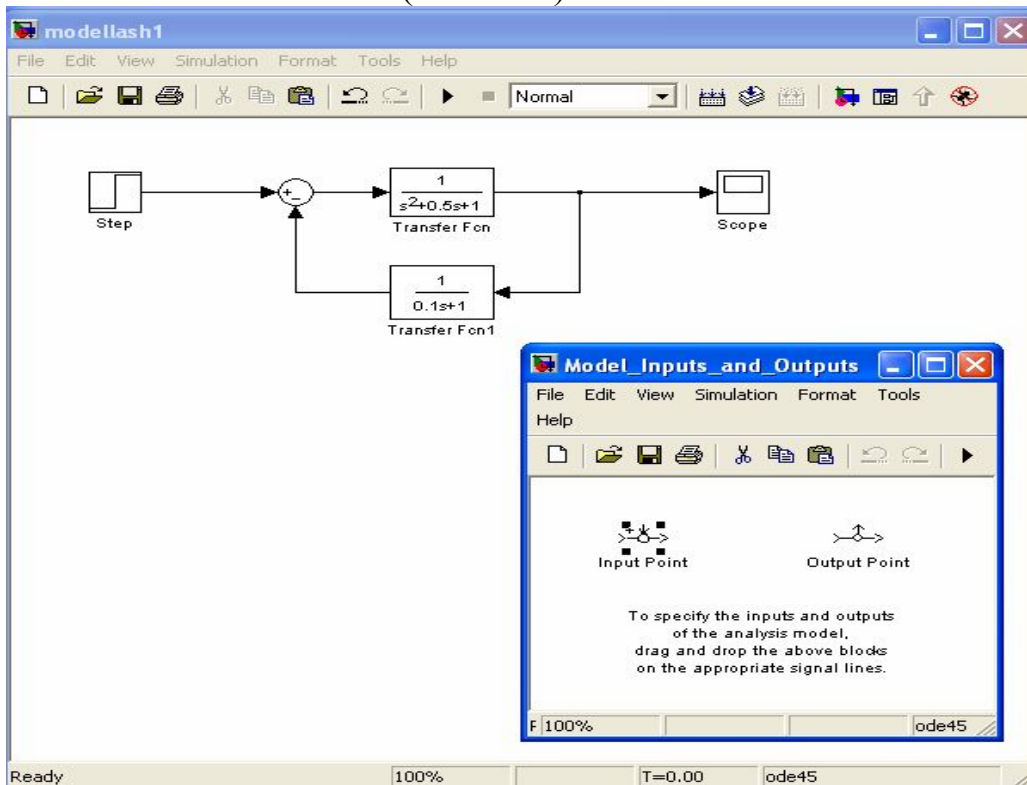 modellash1
File Edit View Simulation Format Tools Help
Normal
Step
+
-
1
s²+0.5s+1
Transfer Fcn
Scope
1
0.1s+1
Transfer Fcn1
Model_Inputs_and_Outputs
File Edit View Simulation Format Tools
Help
Input Point
Output Point
To specify the inputs and outputs
of the analysis model,
drag and drop the above blocks
on the appropriate signal lines.
F 100% ode45
Ready 100% T=0.00 ode45